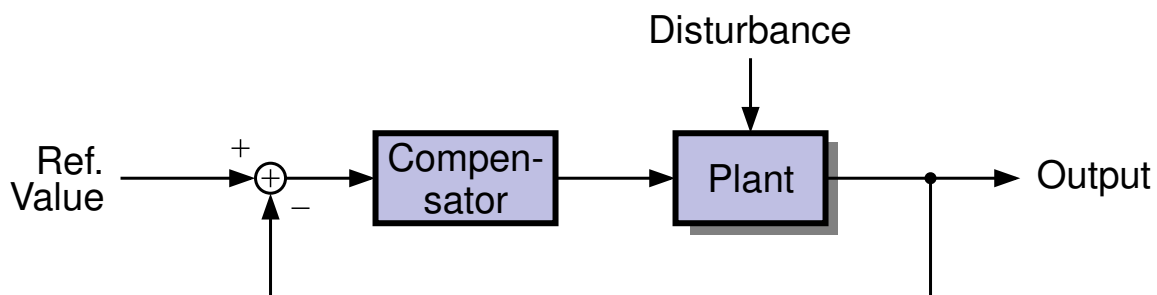 Disturbance
Ref.
Value
+
+
−
Compen-
sator
Plant
Output